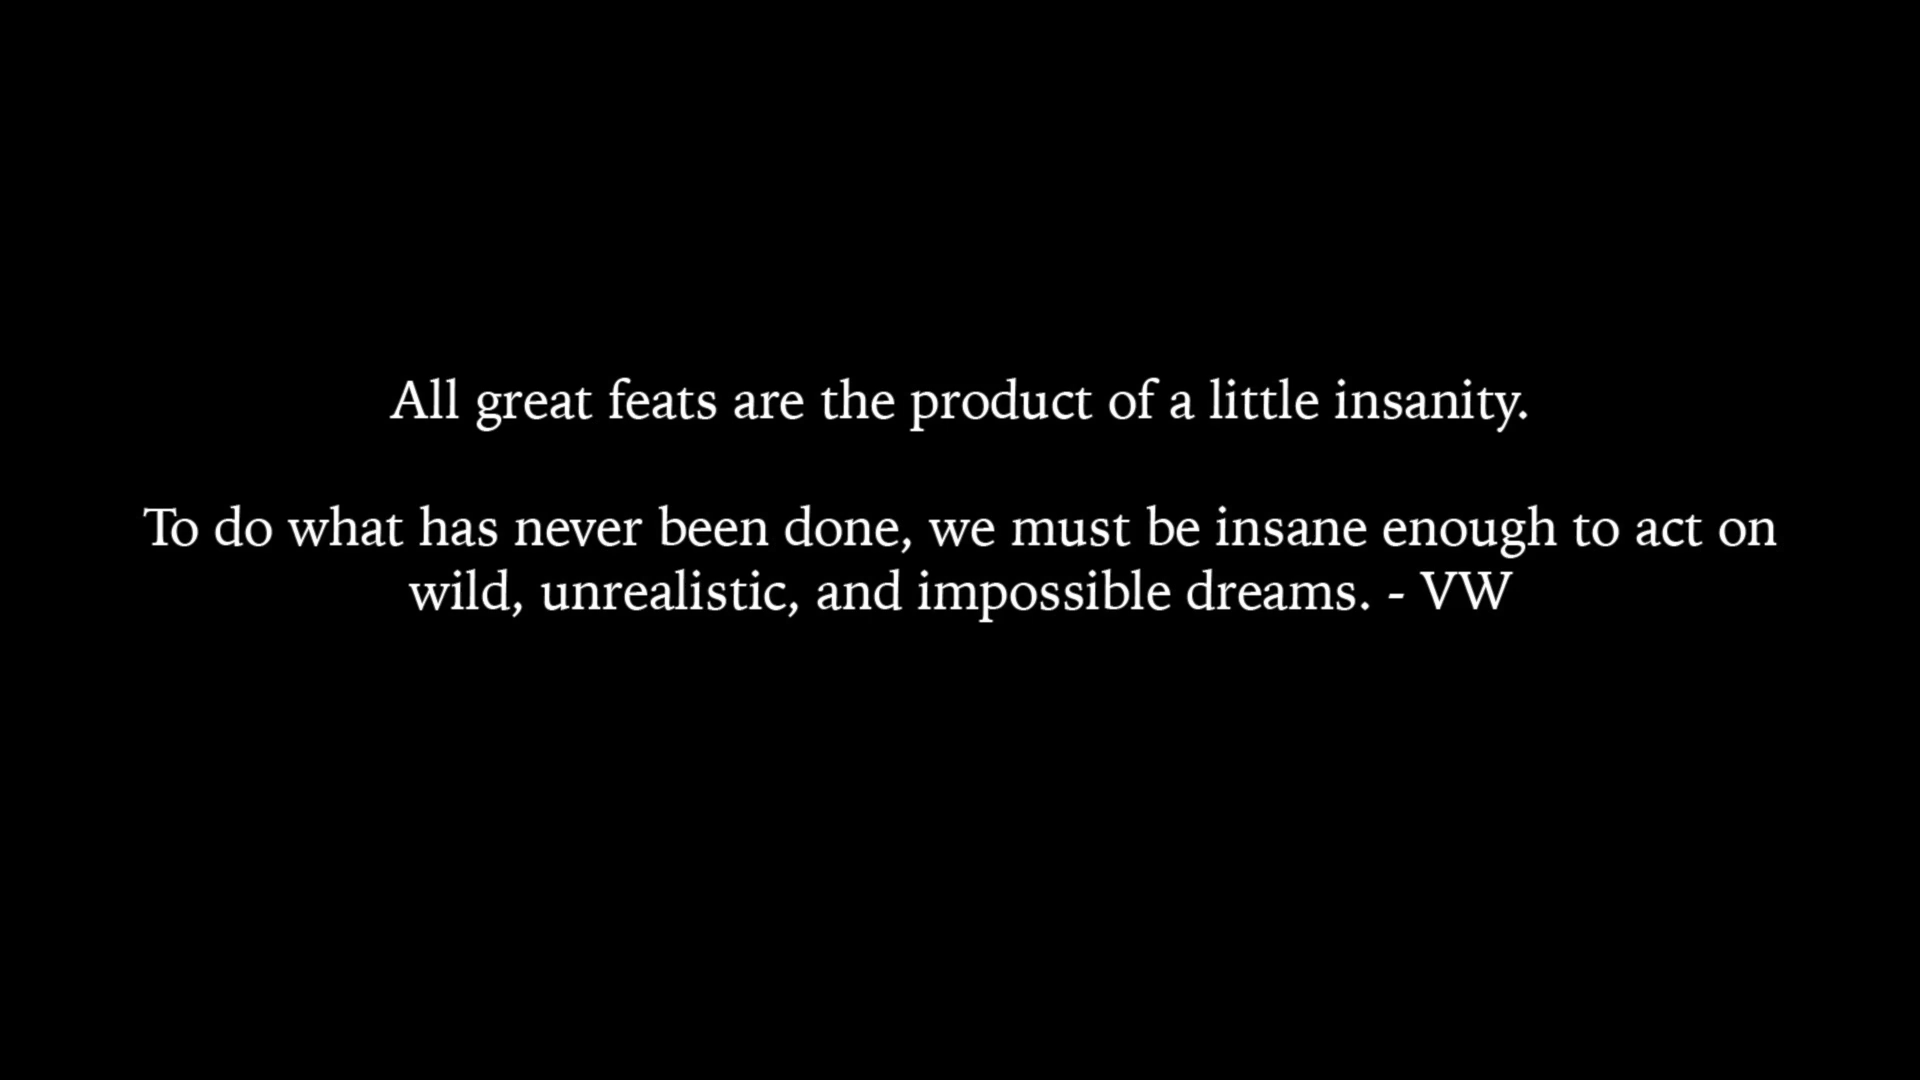 All great feats are the product of a little insanity.
To do what has never been done, we must be insane enough to act on
wild, unrealistic, and impossible dreams. - VW